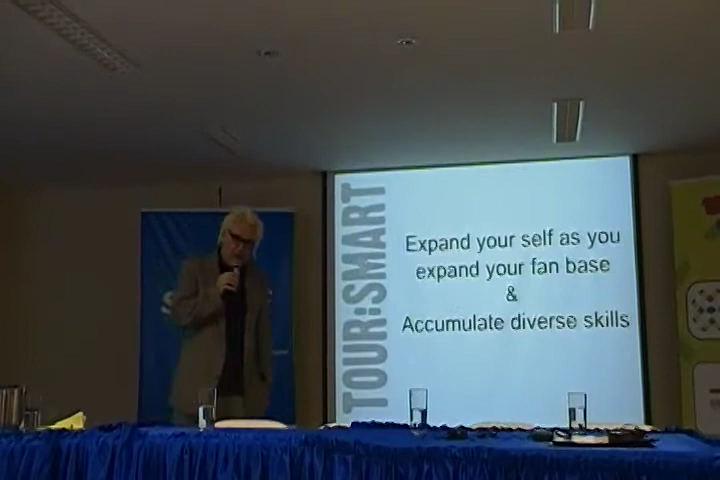 TOUR:SMART
Expand your self as you
expand your fan base
&
Accumulate diverse skills